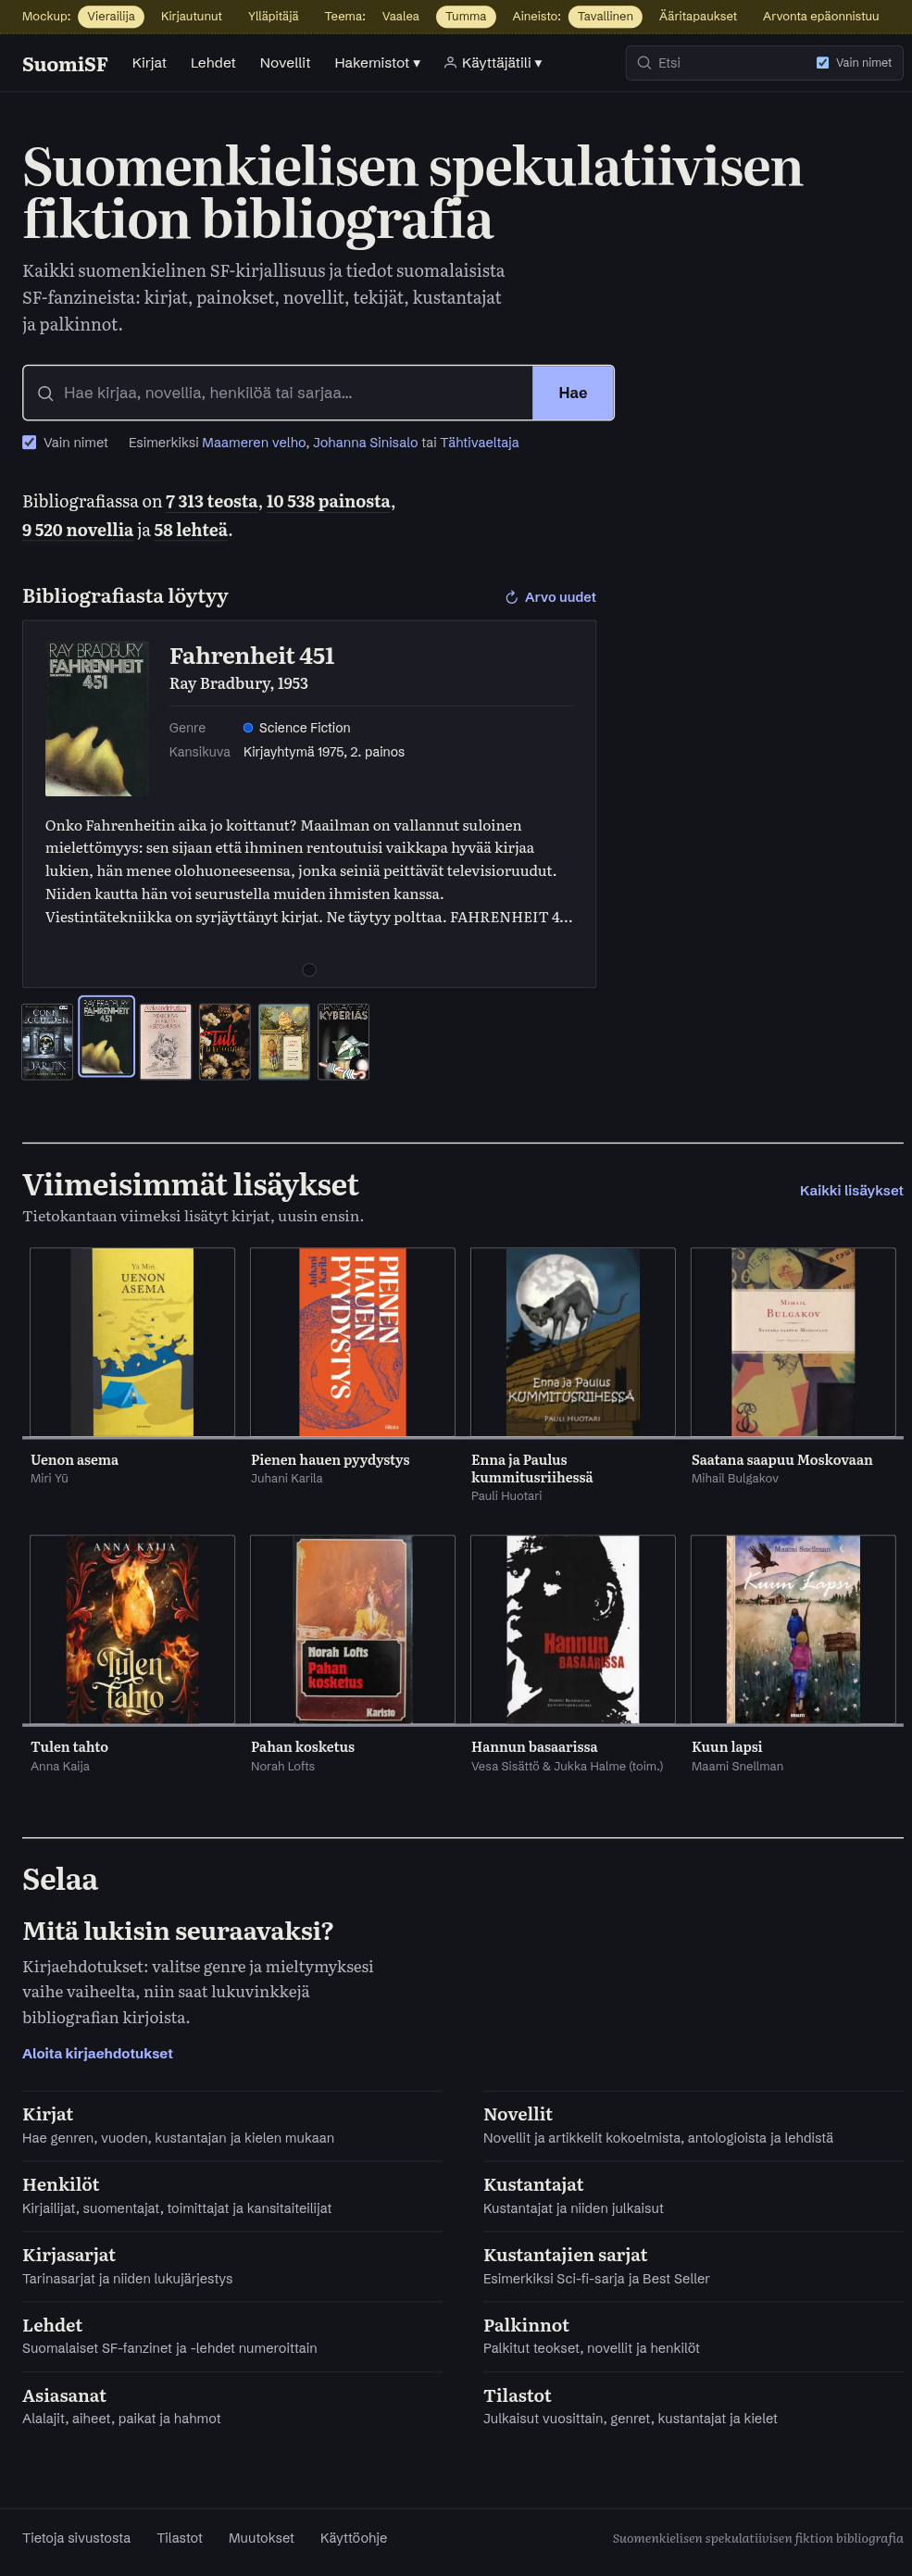 Mockup: Vierailija Kirjautunut Ylläpitäjä Teema: Vaalea Tumma Aineisto: Tavallinen Ääritapaukset Arvonta epäonnistuu
SuomiSF Kirjat Lehdet Novellit Hakemistot ▾ Käyttäjätili ▾ Etsi Vain nimet
Suomenkielisen spekulatiivisen
fiktion bibliografia
Kaikki suomenkielinen SF-kirjallisuus ja tiedot suomalaisista
SF-fanzineista: kirjat, painokset, novellit, tekijät, kustantajat
ja palkinnot.
Hae kirjaa, novellia, henkilöä tai sarjaa... Hae
Vain nimet Esimerkiksi Maameren velho, Johanna Sinisalo tai Tähtivaeltaja
Bibliografiassa on 7 313 teosta, 10 538 painosta,
9 520 novellia ja 58 lehteä.
Bibliografiasta löytyy Arvo uudet
RAY BRADBURY
FAHRENHEIT
451
Fahrenheit 451
Ray Bradbury, 1953
Genre Science Fiction
Kansikuva Kirjayhtymä 1975, 2. painos
Onko Fahrenheitin aika jo koittanut? Maailman on vallannut suloinen
mielettömyys: sen sijaan että ihminen rentoutuisi vaikkapa hyvää kirjaa
lukien, hän menee olohuoneeseensa, jonka seiniä peittävät televisioruudut.
Niiden kautta hän voi seurustella muiden ihmisten kanssa.
Viestintätekniikka on syrjäyttänyt kirjat. Ne täytyy polttaa. FAHRENHEIT 4...
RAY BRADBURY
FAHRENHEIT
451
Tuli
KYBERIAS
Viimeisimmät lisäykset Kaikki lisäykset
Tietokantaan viimeksi lisätyt kirjat, uusin ensin.
Yū Miri
UENON
ASEMA
Juhani
Karila
PIENEN
HAUEN
PYYDYSTYS
Enna ja Paulus
KUMMITUSRIIHESSÄ
PAULI HUOTARI
MIHAIL
BULGAKOV
SAATANA SAAPUU MOSKOVAAN
Uenon asema
Miri Yū
Pienen hauen pyydystys
Juhani Karila
Enna ja Paulus
kummitusriihessä
Pauli Huotari
Saatana saapuu Moskovaan
Mihail Bulgakov
ANNA KAIJA
Tulen
tahto
Norah Lofts
Pahan
kosketus
Karisto
Hannun
BASAARISSA
Maami Snellman
Kuun Lapsi
Tulen tahto
Anna Kaija
Pahan kosketus
Norah Lofts
Hannun basaarissa
Vesa Sisättö & Jukka Halme (toim.)
Kuun lapsi
Maami Snellman
Selaa
Mitä lukisin seuraavaksi?
Kirjaehdotukset: valitse genre ja mieltymyksesi
vaihe vaiheelta, niin saat lukuvinkkejä
bibliografian kirjoista.
Aloita kirjaehdotukset
Kirjat
Hae genren, vuoden, kustantajan ja kielen mukaan
Novellit
Novellit ja artikkelit kokoelmista, antologioista ja lehdistä
Henkilöt
Kirjailijat, suomentajat, toimittajat ja kansitaiteilijat
Kustantajat
Kustantajat ja niiden julkaisut
Kirjasarjat
Tarinasarjat ja niiden lukujärjestys
Kustantajien sarjat
Esimerkiksi Sci-fi-sarja ja Best Seller
Lehdet
Suomalaiset SF-fanzinet ja -lehdet numeroittain
Palkinnot
Palkitut teokset, novellit ja henkilöt
Asiasanat
Alalajit, aiheet, paikat ja hahmot
Tilastot
Julkaisut vuosittain, genret, kustantajat ja kielet
Tietoja sivustosta Tilastot Muutokset Käyttöohje Suomenkielisen spekulatiivisen fiktion bibliografia